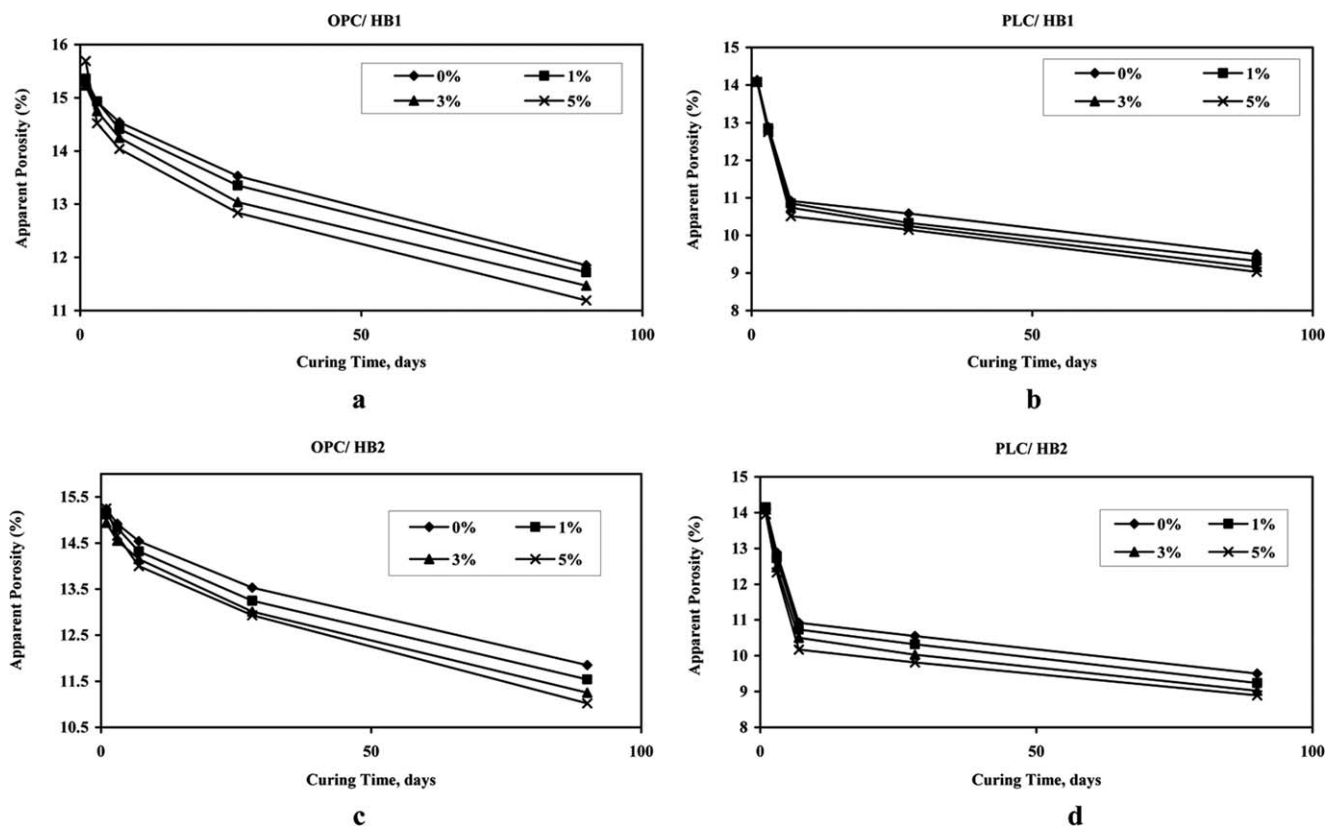 OPC/ HB1
16
15
14
13
12
11
Apparent Porosity (%)
0% 1%
3% 5%
0 50 100
Curing Time, days
a
PLC/ HB1
15
14
13
12
11
10
9
8
Apparent Porosity (%)
0% 1%
3% 5%
0 50 100
Curing Time, days
b
OPC/ HB2
15.5
14.5
13.5
12.5
11.5
10.5
Apparent Porosity (%)
0% 1%
3% 5%
0 50 100
Curing Time, days
c
PLC/ HB2
15
14
13
12
11
10
9
8
Apparent Porosity (%)
0% 1%
3% 5%
0 50 100
Curing Time, days
d